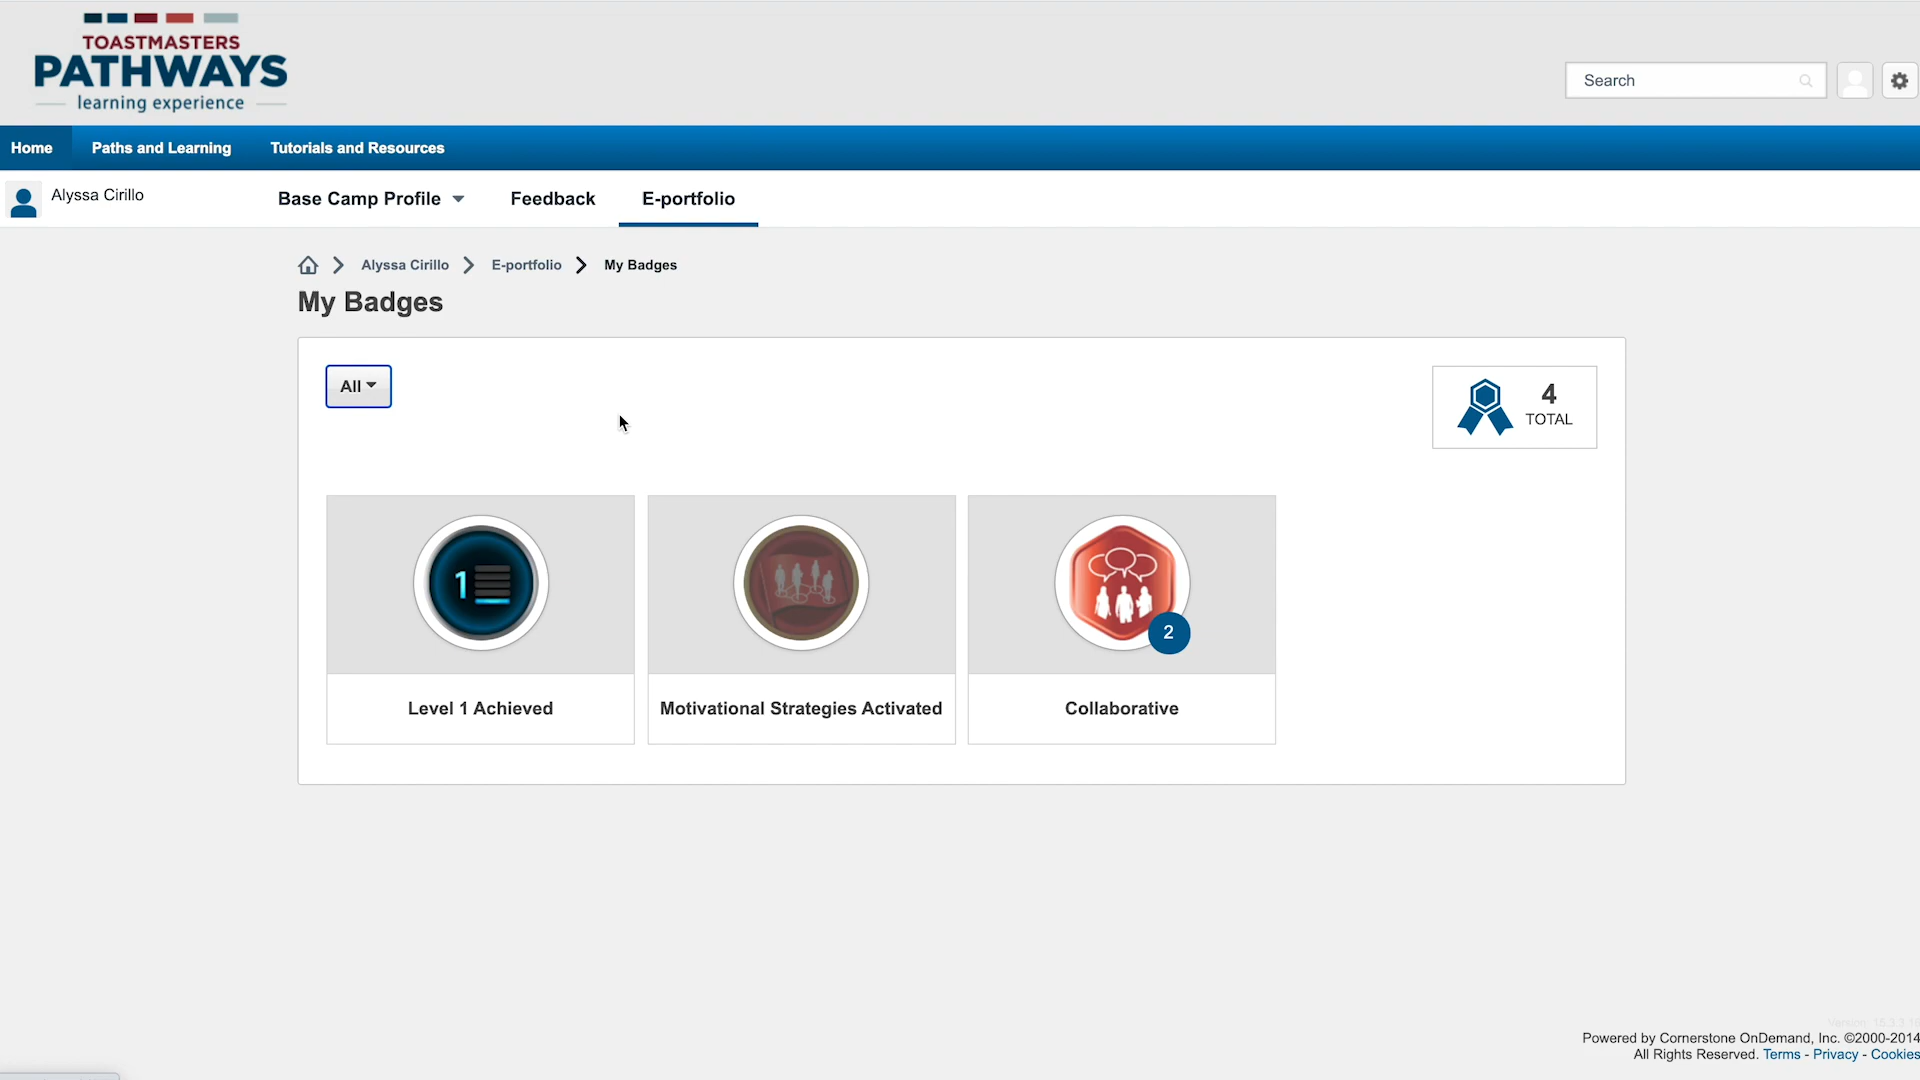 TOASTMASTERS
PATHWAYS
learning experience
Search
Home
Paths and Learning
Tutorials and Resources
Alyssa Cirillo
Base Camp Profile
Feedback
E-portfolio
Alyssa Cirillo
E-portfolio
My Badges
My Badges
All
4
TOTAL
1
2
Level 1 Achieved
Motivational Strategies Activated
Collaborative
Powered by Cornerstone OnDemand, Inc. ©2000-2014
All Rights Reserved. Terms - Privacy - Cookies